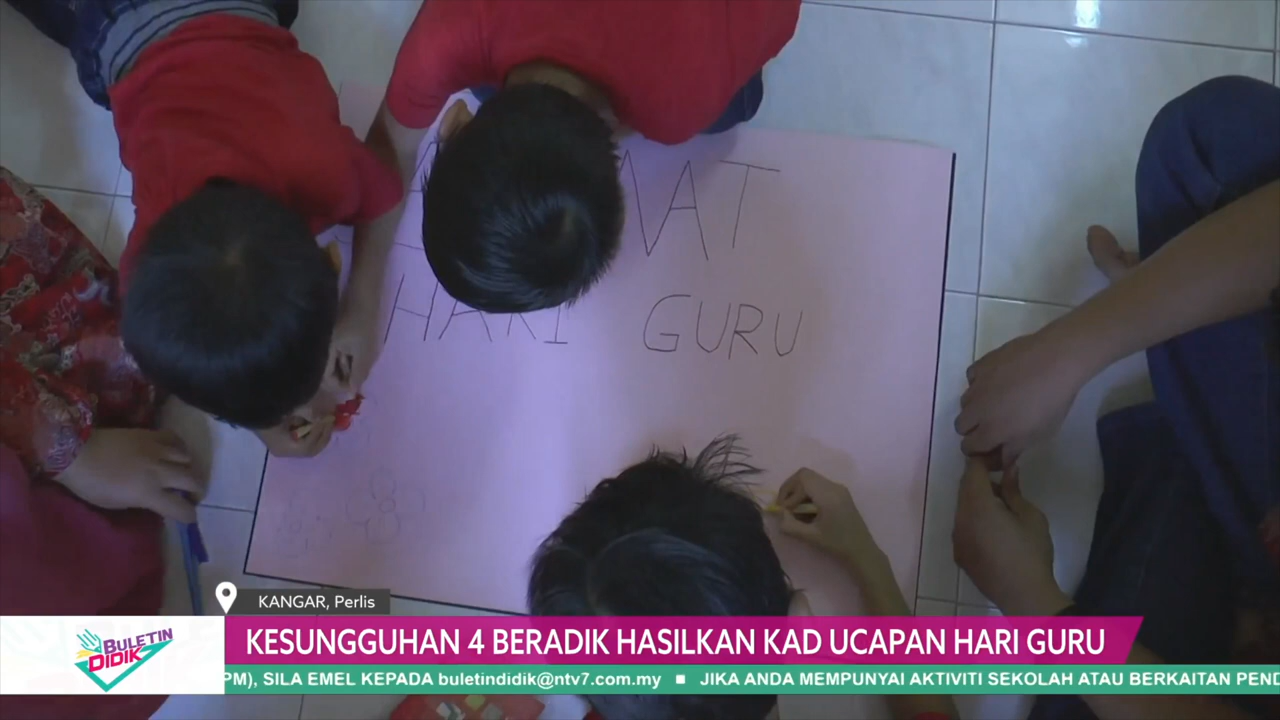 MAT
HARI GURU
KANGAR, Perlis
BULETIN
DIDIK
KESUNGGUHAN 4 BERADIK HASILKAN KAD UCAPAN HARI GURU
PM), SILA EMEL KEPADA buletindidik@ntv7.com.my ■ JIKA ANDA MEMPUNYAI AKTIVITI SEKOLAH ATAU BERKAITAN PEND